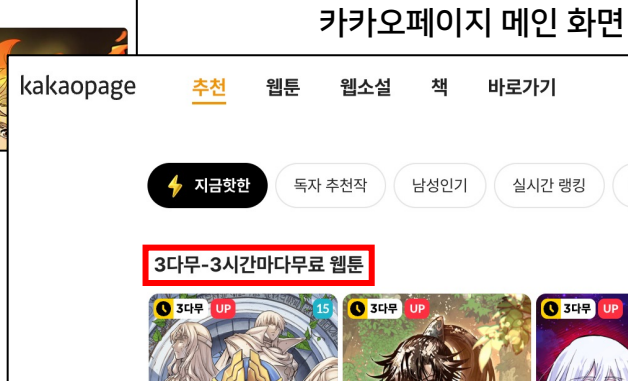 카카오페이지 메인 화면
kakaopage 추천 웹툰 웹소설 책 바로가기
지금핫한 독자 추천작 남성인기 실시간 랭킹
3다무-3시간마다무료 웹툰
3다무 UP 15 3다무 UP 3다무 UP